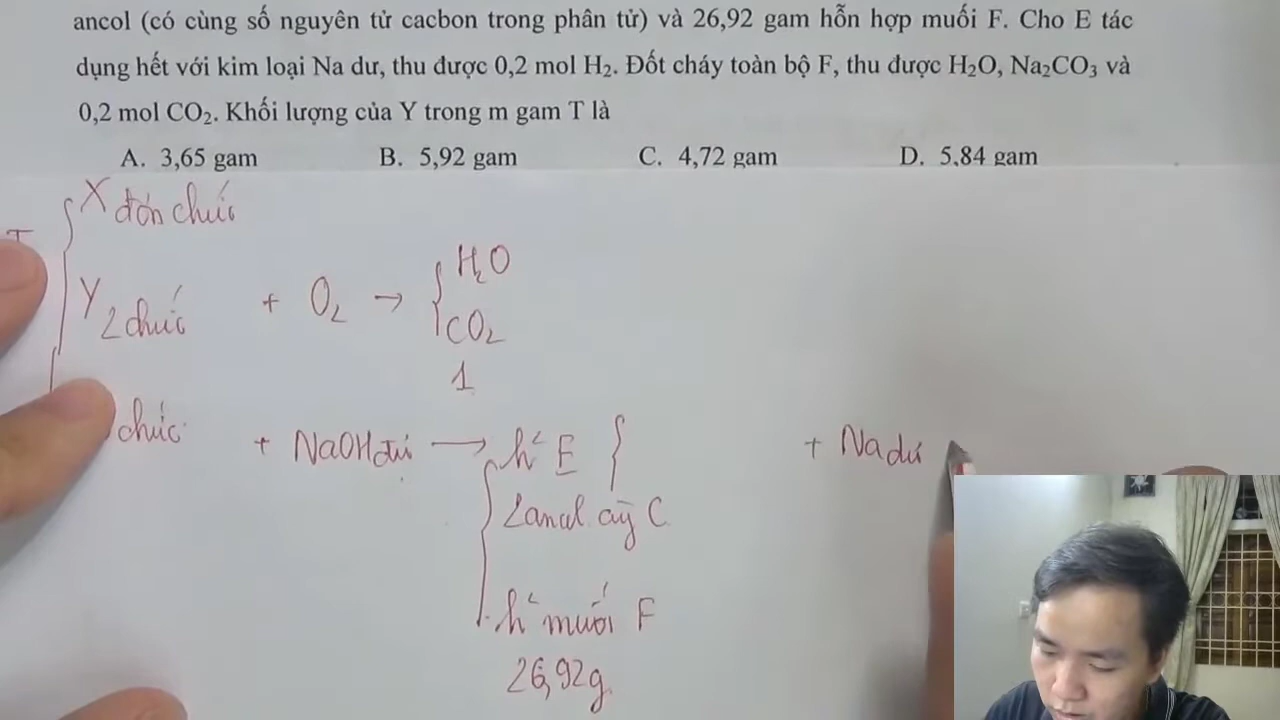 ancol (có cùng số nguyên tử cacbon trong phân tử) và 26,92 gam hỗn hợp muối F. Cho E tác
dụng hết với kim loại Na dư, thu được 0,2 mol H₂. Đốt cháy toàn bộ F, thu được H₂O, Na₂CO₃ và
0,2 mol CO₂. Khối lượng của Y trong m gam T là
A. 3,65 gam B. 5,92 gam C. 4,72 gam D. 5,84 gam
X đơn chức
T
Y 2 chức + O₂ → H₂O
CO₂
1
chức + NaOH đủ → h² E { + Na dư
2 ancol cùng C
h² muối F
26,92g